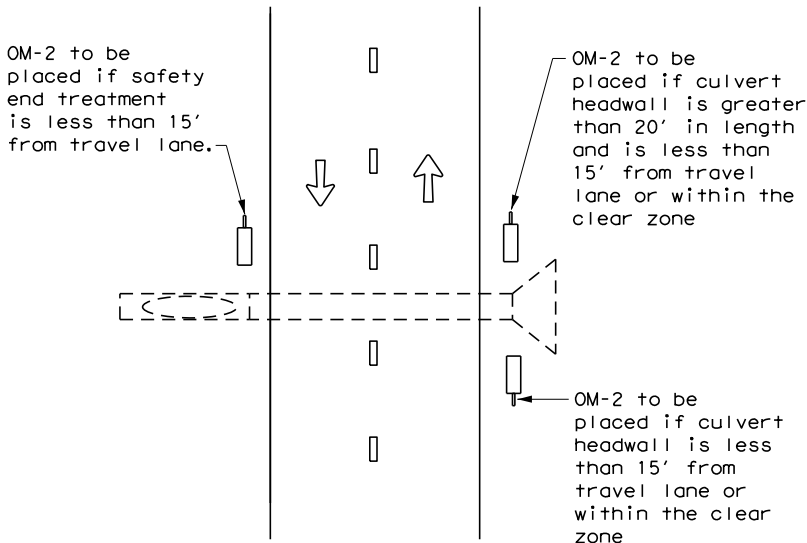 OM-2 to be
placed if safety
end treatment
is less than 15'
from travel lane.
OM-2 to be
placed if culvert
headwall is greater
than 20' in length
and is less than
15' from travel
lane or within the
clear zone
OM-2 to be
placed if culvert
headwall is less
than 15' from
travel lane or
within the clear
zone